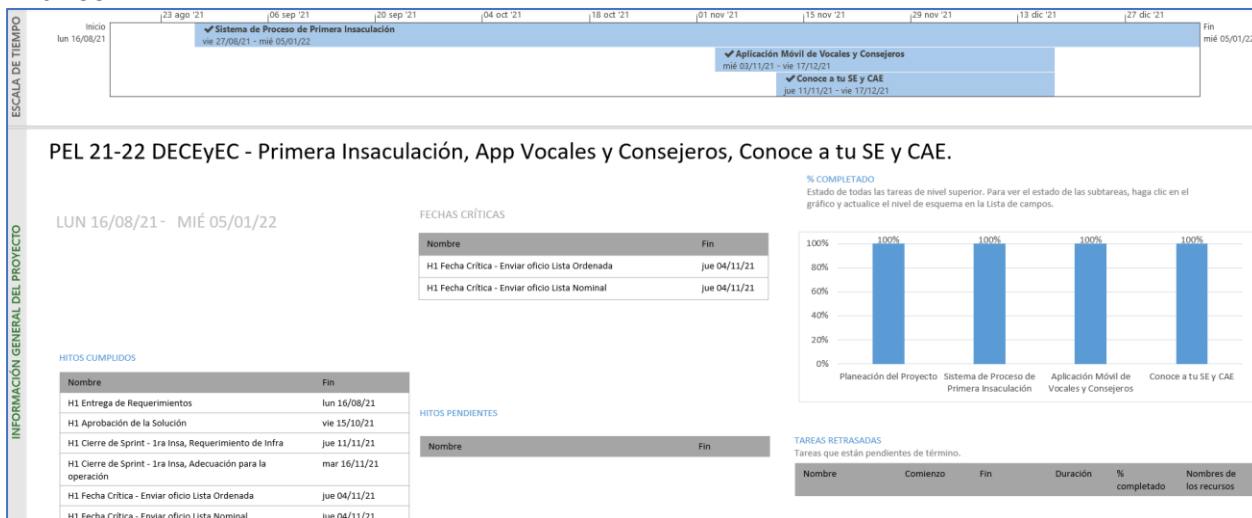 23 ago '21 06 sep '21 20 sep '21 04 oct '21 18 oct '21 01 nov '21 15 nov '21 29 nov '21 13 dic '21 27 dic '21
ESCALA DE TIEMPO
Inicio
lun 16/08/21
Sistema de Proceso de Primera Insaculación
vie 27/08/21 - mié 05/01/22
Aplicación Móvil de Vocales y Consejeros
mié 03/11/21 - vie 17/12/21
Conoce a tu SE y CAE
jue 11/11/21 - vie 17/12/21
Fin
mié 05/01/22
INFORMACIÓN GENERAL DEL PROYECTO
PEL 21-22 DECEyEC - Primera Insaculación, App Vocales y Consejeros, Conoce a tu SE y CAE.
LUN 16/08/21 - MIÉ 05/01/22
FECHAS CRÍTICAS
Nombre Fin
H1 Fecha Crítica - Enviar oficio Lista Ordenada jue 04/11/21
H1 Fecha Crítica - Enviar oficio Lista Nominal jue 04/11/21
% COMPLETADO
Estado de todas las tareas de nivel superior. Para ver el estado de las subtareas, haga clic en el
gráfico y actualice el nivel de esquema en la Lista de campos.
100% 100% 100% 100%
100%
80%
60%
40%
20%
0%
Planeación del Proyecto Sistema de Proceso de Aplicación Móvil de Conoce a tu SE y CAE
Primera Insaculación Vocales y Consejeros
HITOS CUMPLIDOS
Nombre Fin
H1 Entrega de Requerimientos lun 16/08/21
H1 Aprobación de la Solución vie 15/10/21
H1 Cierre de Sprint - 1ra Insa, Requerimiento de Infra jue 11/11/21
H1 Cierre de Sprint - 1ra Insa, Adecuación para la mar 16/11/21
operación
H1 Fecha Crítica - Enviar oficio Lista Ordenada jue 04/11/21
H1 Fecha Crítica - Enviar oficio Lista Nominal jue 04/11/21
HITOS PENDIENTES
Nombre Fin
TAREAS RETRASADAS
Tareas que están pendientes de término.
Nombre Comienzo Fin Duración % Nombres de
completado los recursos